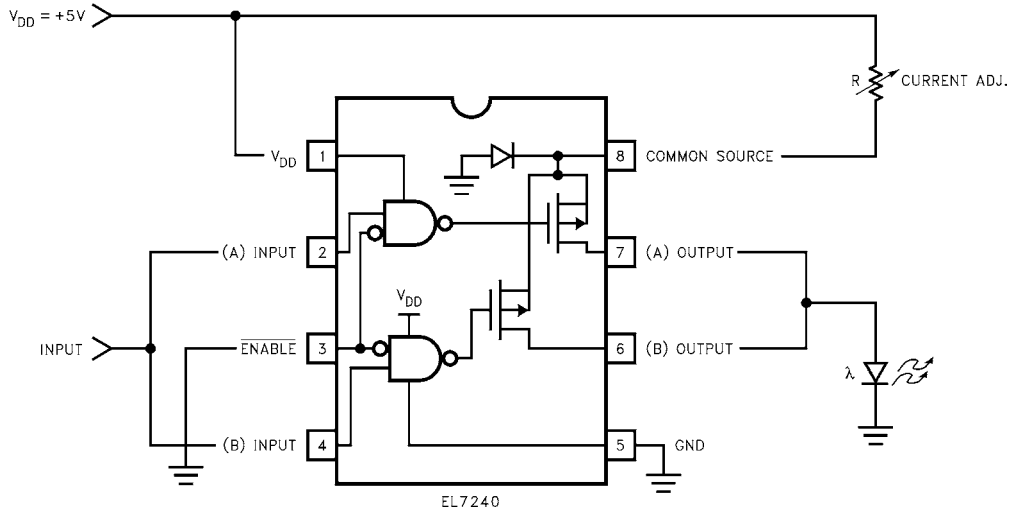 V_DD = +5V
R
CURRENT ADJ.
V_DD
1
8
COMMON SOURCE
(A) INPUT
2
7
(A) OUTPUT
V_DD
INPUT
ENABLE
3
6
(B) OUTPUT
λ
(B) INPUT
4
5
GND
EL7240